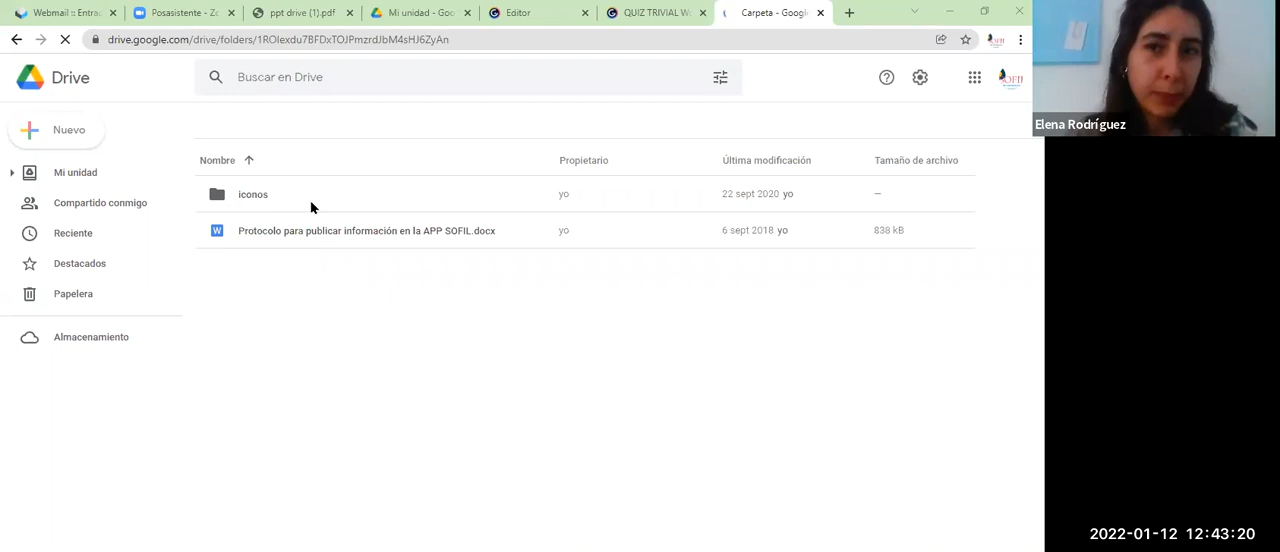 Webmail :: Entra
Posasistente - Zo
ppt drive (1).pdf
Mi unidad - Goo
Editor
QUIZ TRIVIAL W
Carpeta - Google
drive.google.com/drive/folders/
Drive
Buscar en Drive
Nuevo
Elena Rodríguez
Nombre Propietario Última modificación Tamaño de archivo
Mi unidad
iconos yo 22 sept 2020 yo –
Compartido conmigo
Protocolo para publicar información en la APP SOFIL.docx yo 6 sept 2018 yo 838 kB
W
Reciente
Destacados
Papelera
Almacenamiento
2022-01-12 12:43:20